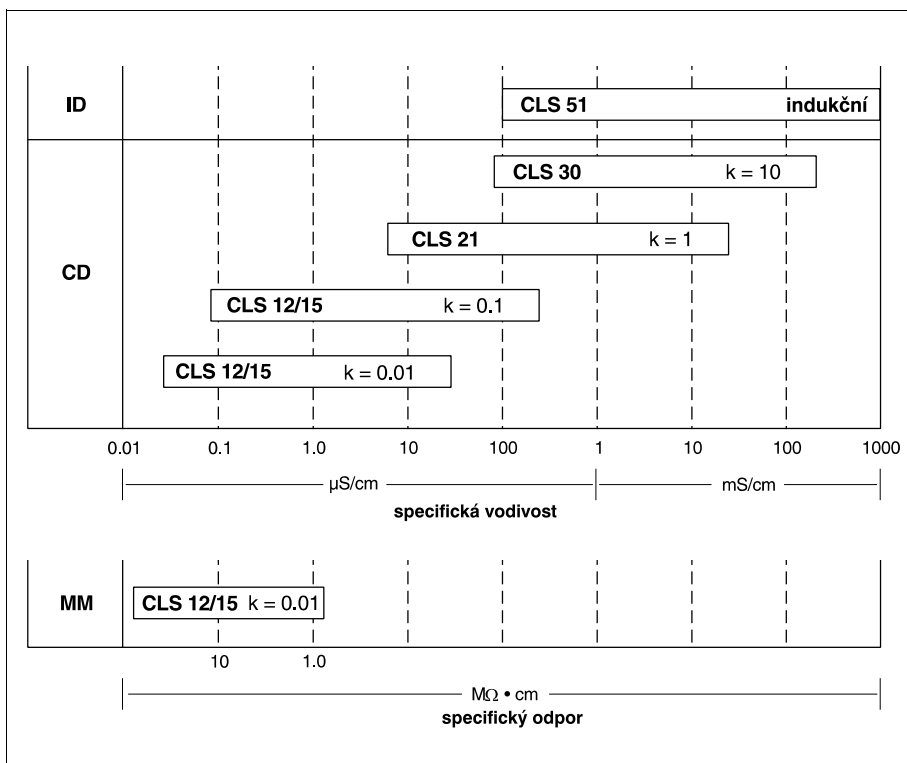 ID
CLS 51 indukční
CLS 30 k = 10
CLS 21 k = 1
CD
CLS 12/15 k = 0.1
CLS 12/15 k = 0.01
0.01 0.1 1.0 10 100 1 10 100 1000
µS/cm mS/cm
specifická vodivost
MM CLS 12/15 k = 0.01
10 1.0
MΩ • cm
specifický odpor